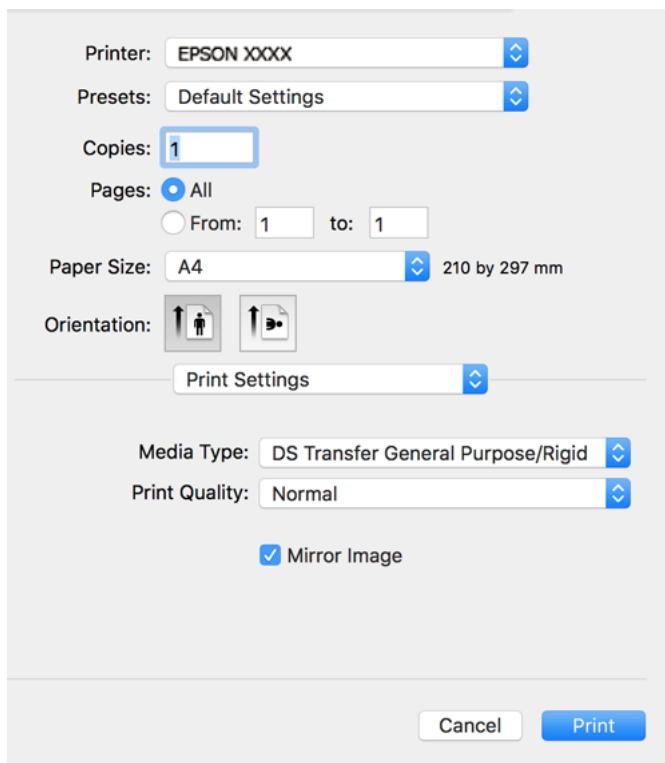 Printer: EPSON XXXX
Presets: Default Settings
Copies: 1
Pages: All
From: 1 to: 1
Paper Size: A4 210 by 297 mm
Orientation:
Print Settings
Media Type: DS Transfer General Purpose/Rigid
Print Quality: Normal
Mirror Image
Cancel Print